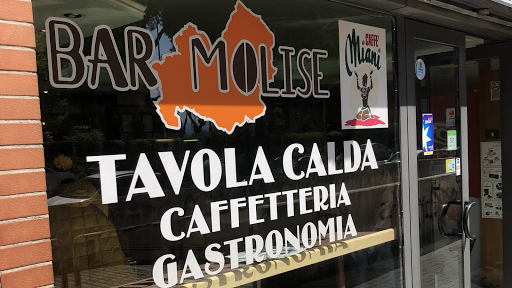 BAR MOLISE
CAFFÈ
Miani
TAVOLA CALDA
CAFFETTERIA
GASTRONOMIA